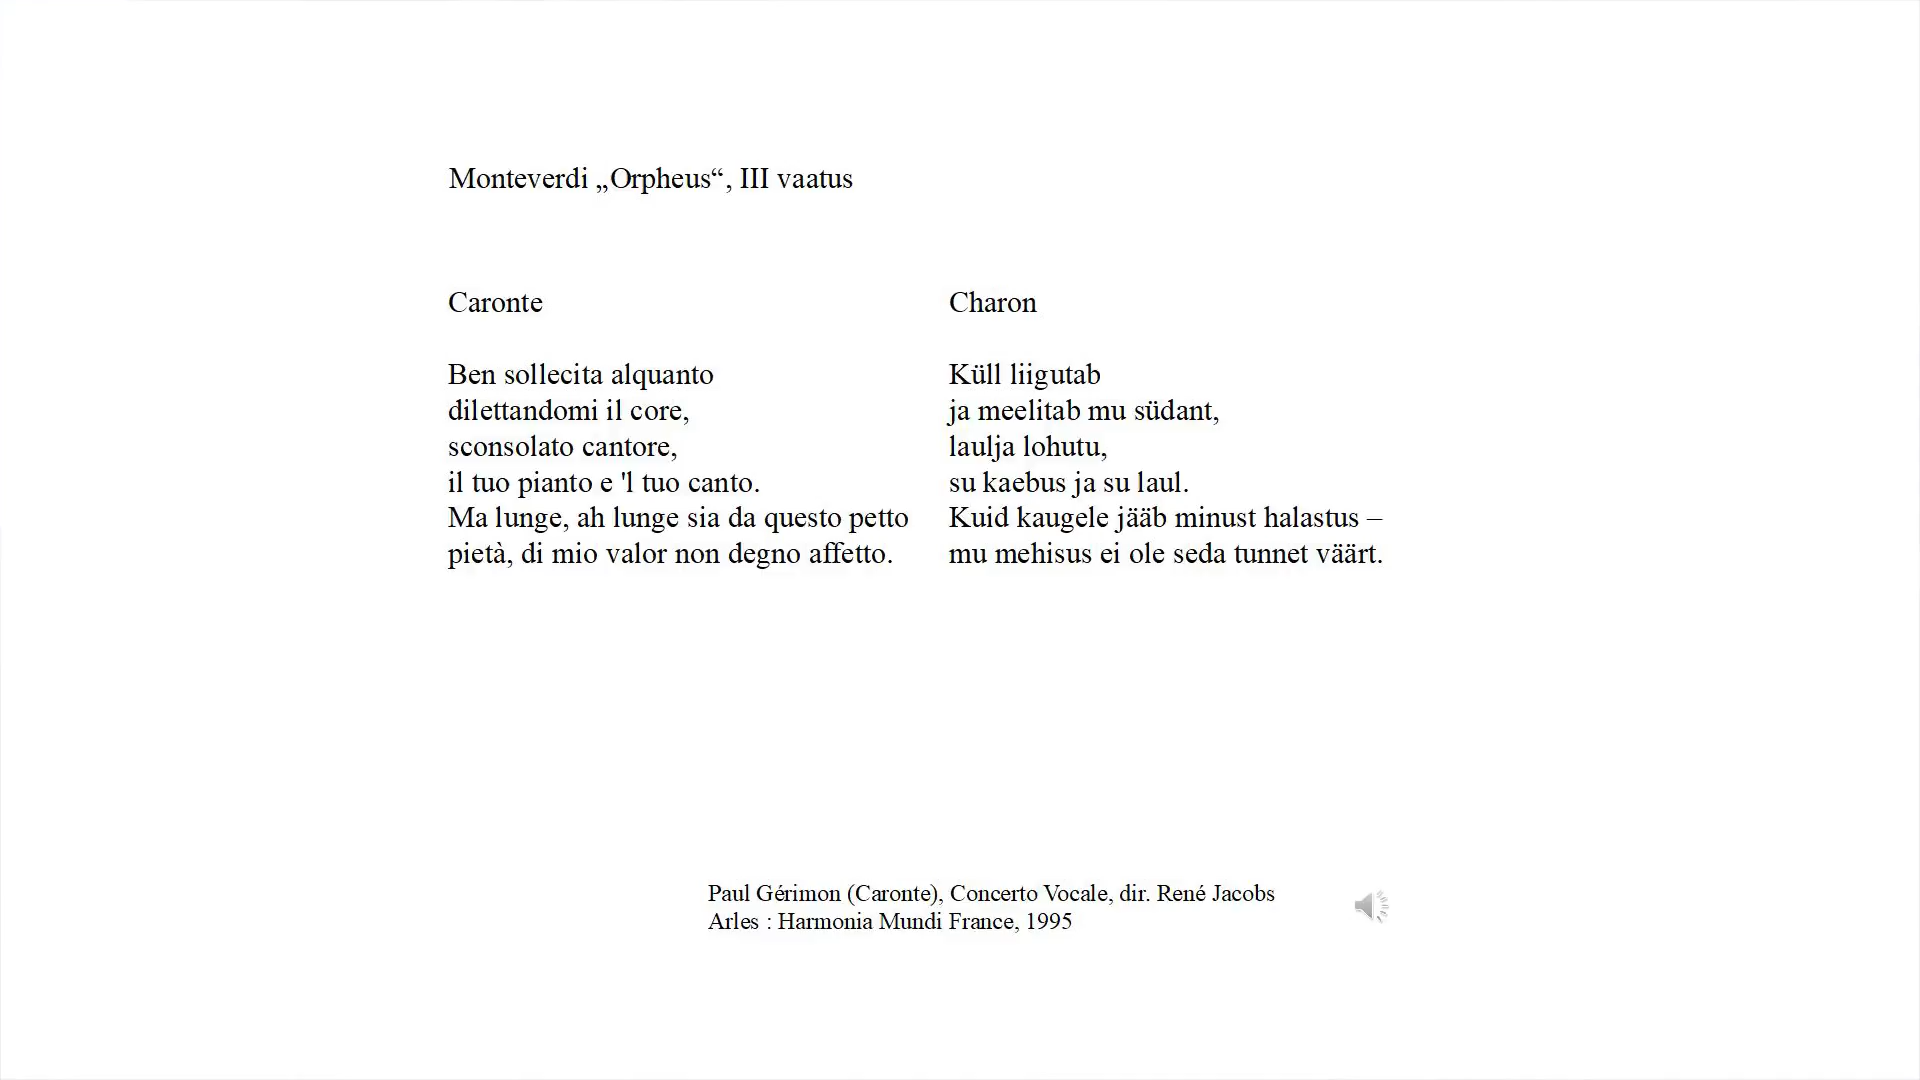 Monteverdi „Orpheus“, III vaatus
Caronte
Ben sollecita alquanto
dilettandomi il core,
sconsolato cantore,
il tuo pianto e 'l tuo canto.
Ma lunge, ah lunge sia da questo petto
pietà, di mio valor non degno affetto.
Charon
Küll liigutab
ja meelitab mu südant,
laulja lohutu,
su kaebus ja su laul.
Kuid kaugele jääb minust halastus –
mu mehisus ei ole seda tunnet väärt.
Paul Gérimon (Caronte), Concerto Vocale, dir. René Jacobs
Arles : Harmonia Mundi France, 1995